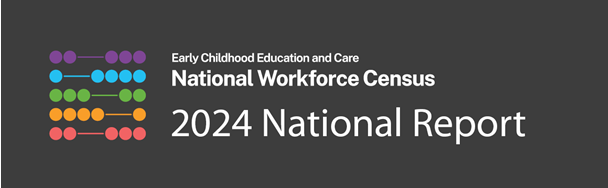 Early Childhood Education and Care
National Workforce Census
2024 National Report